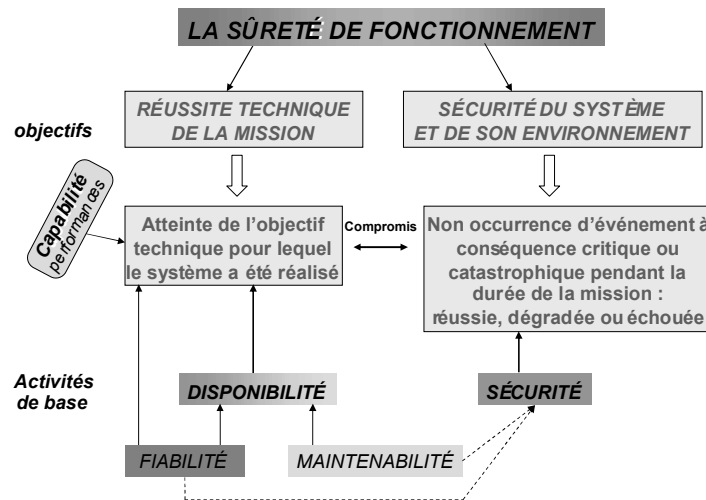 LA SÛRETÉ DE FONCTIONNEMENT
RÉUSSITE TECHNIQUE
DE LA MISSION
SÉCURITÉ DU SYSTÈME
ET DE SON ENVIRONNEMENT
objectifs
Capabilité
performances
Atteinte de l'objectif
technique pour lequel
le système a été réalisé
Compromis
Non occurrence d'événement à
conséquence critique ou
catastrophique pendant la
durée de la mission :
réussie, dégradée ou échouée
Activités
de base
DISPONIBILITÉ
SÉCURITÉ
FIABILITÉ
MAINTENABILITÉ